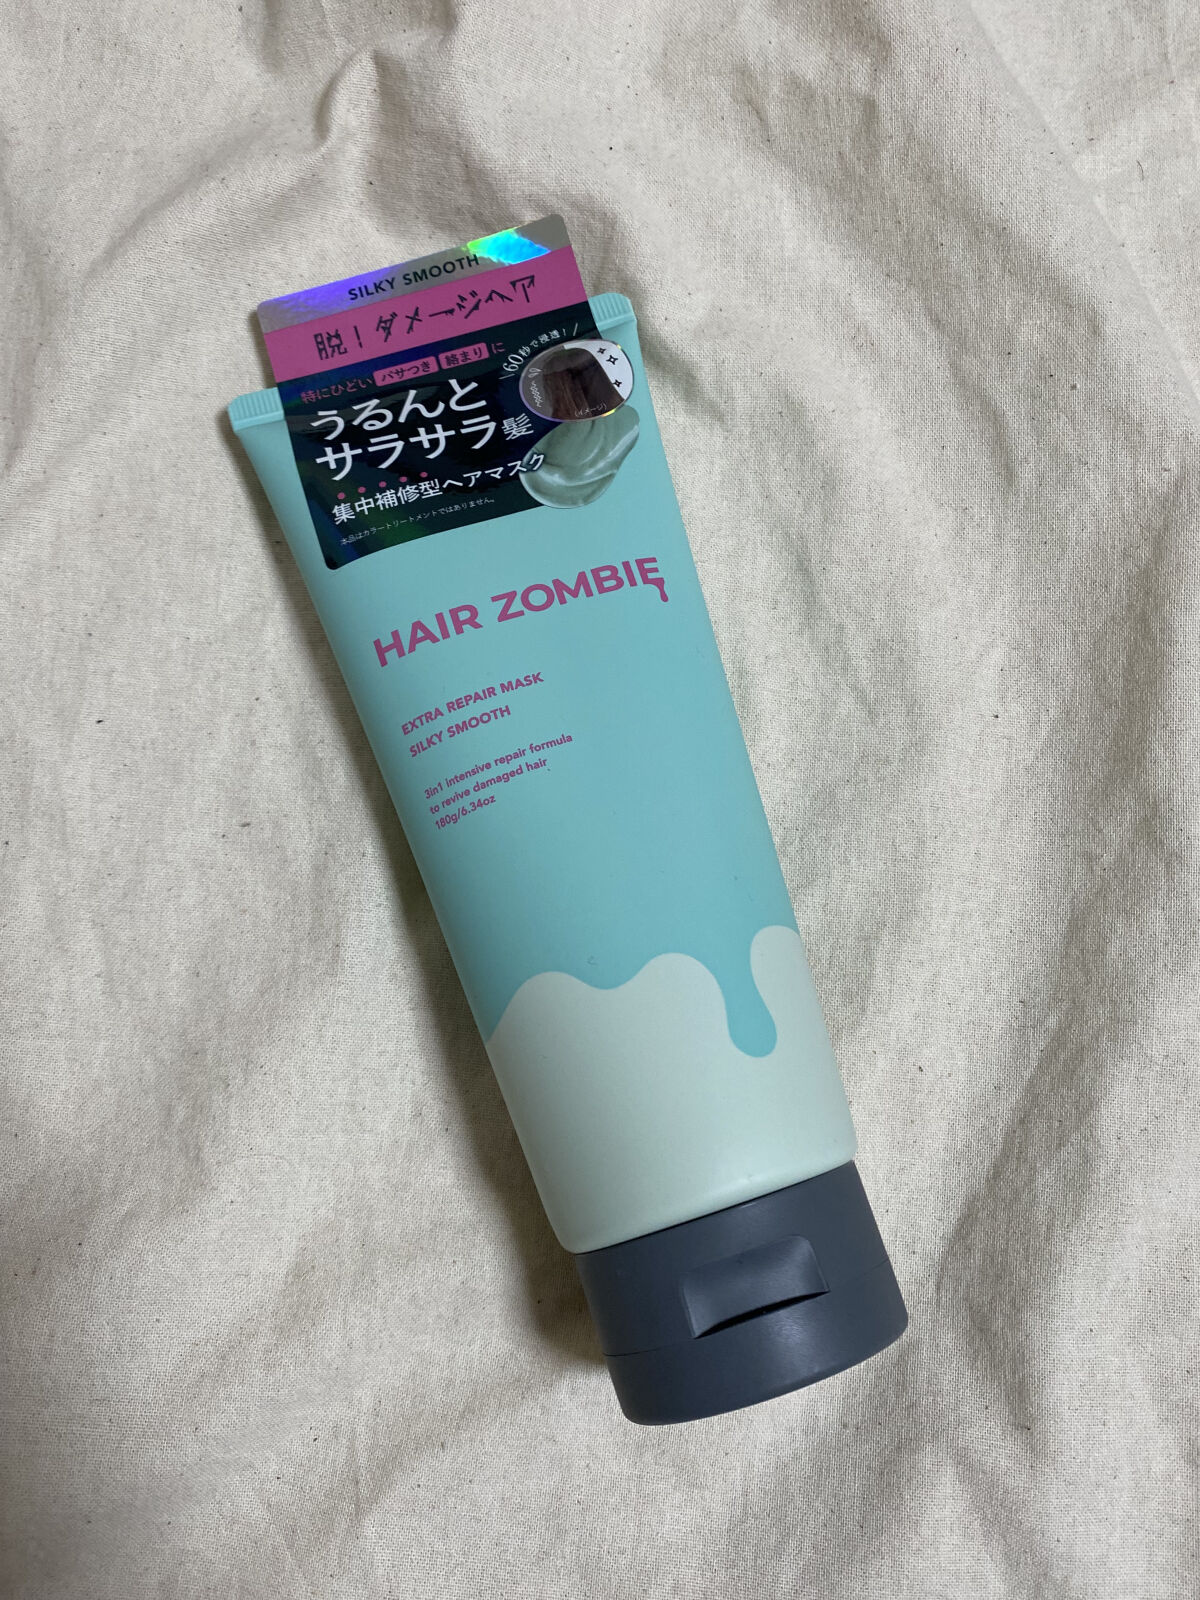 SILKY SMOOTH
脱!ダメージヘア
特にひどい パサつき 絡まり に
60秒で浸透!
うるんと
サラサラ髪
(イメージ)
集中補修型ヘアマスク
本品はカラートリートメントではありません。
HAIR ZOMBIE
EXTRA REPAIR MASK
SILKY SMOOTH
3in1 intensive repair formula
to revive damaged hair
180g/6.34oz